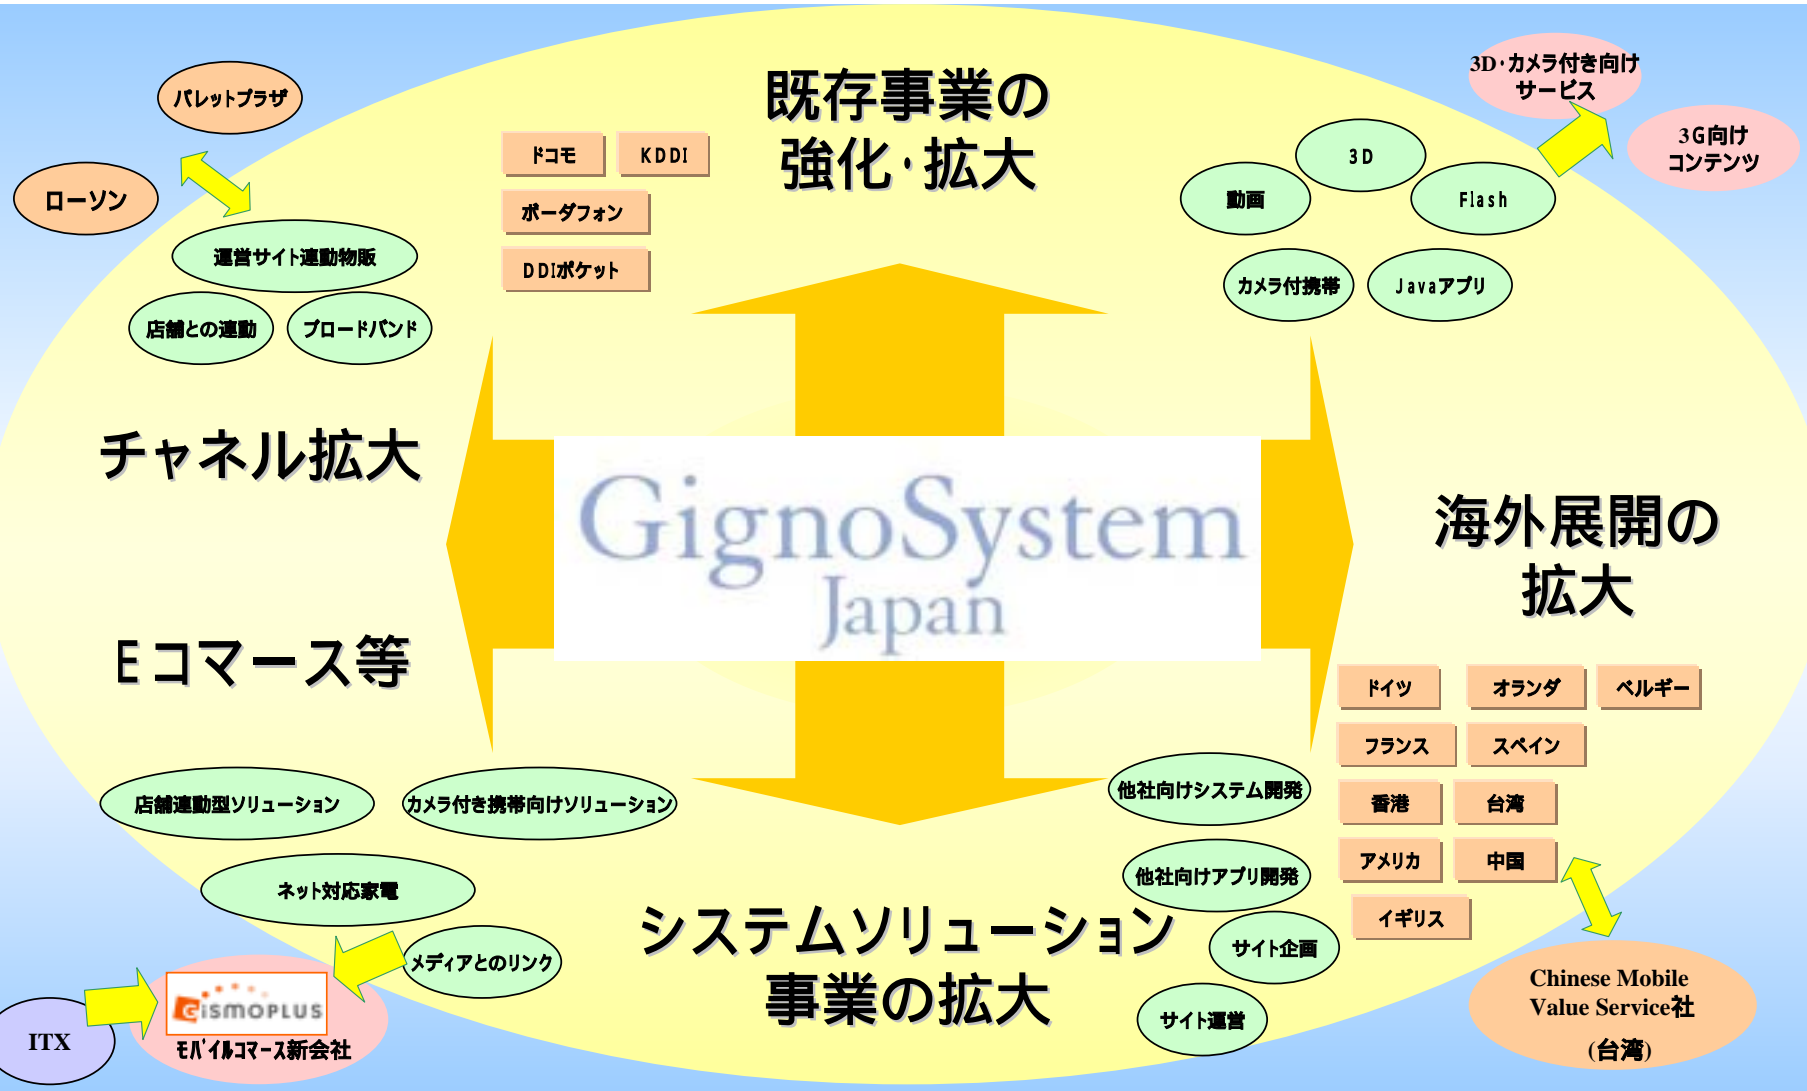 既存事業の
強化・拡大
パレットプラザ
ローソン
運営サイト連動物販
店舗との連動
ブロードバンド
ドコモ
KDDI
ボーダフォン
DDIポケット
3D・カメラ付き向け
サービス
3G向け
コンテンツ
3D
動画
Flash
カメラ付携帯
Javaアプリ
チャネル拡大
Eコマース等
GignoSystem
Japan
海外展開の
拡大
ドイツ
オランダ
ベルギー
フランス
スペイン
香港
台湾
アメリカ
中国
イギリス
店舗連動型ソリューション
カメラ付き携帯向けソリューション
ネット対応家電
メディアとのリンク
ITX
GISMOPLUS
モバイルコマース新会社
システムソリューション
事業の拡大
他社向けシステム開発
他社向けアプリ開発
サイト企画
サイト運営
Chinese Mobile
Value Service社
(台湾)